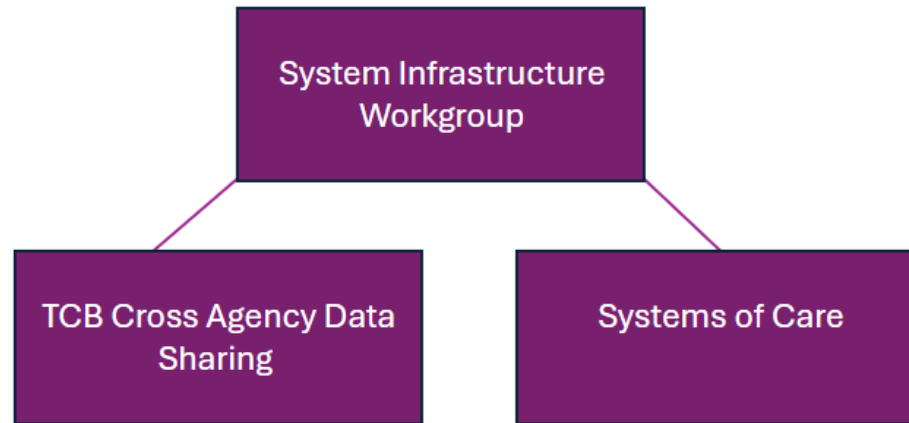 System Infrastructure
Workgroup
TCB Cross Agency Data
Sharing
Systems of Care